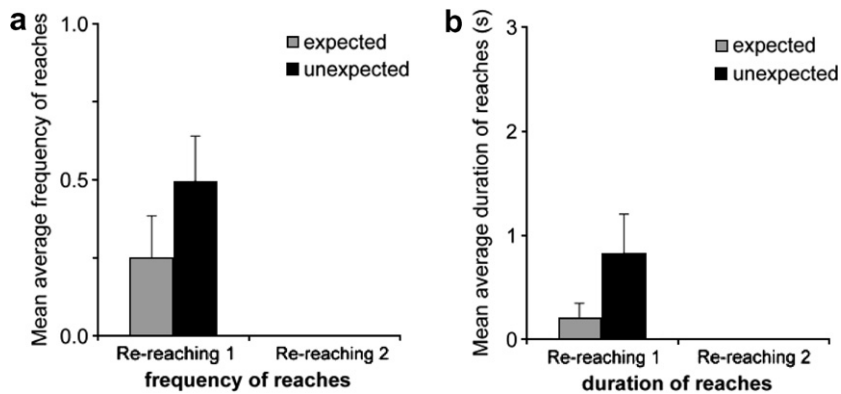 a
Mean average frequency of reaches
1.0
0.5
0.0
expected
unexpected
Re-reaching 1
Re-reaching 2
frequency of reaches
b
Mean average duration of reaches (s)
3
2
1
0
expected
unexpected
Re-reaching 1
Re-reaching 2
duration of reaches